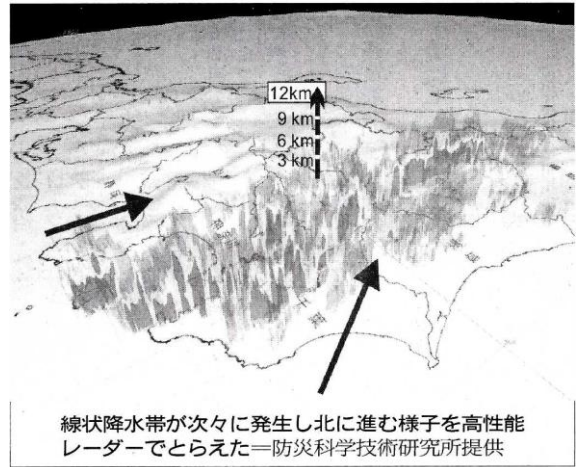 12km
9 km
6 km
3 km
千葉
線状降水帯が次々に発生し北に進む様子を高性能
レーダーでとらえた＝防災科学技術研究所提供